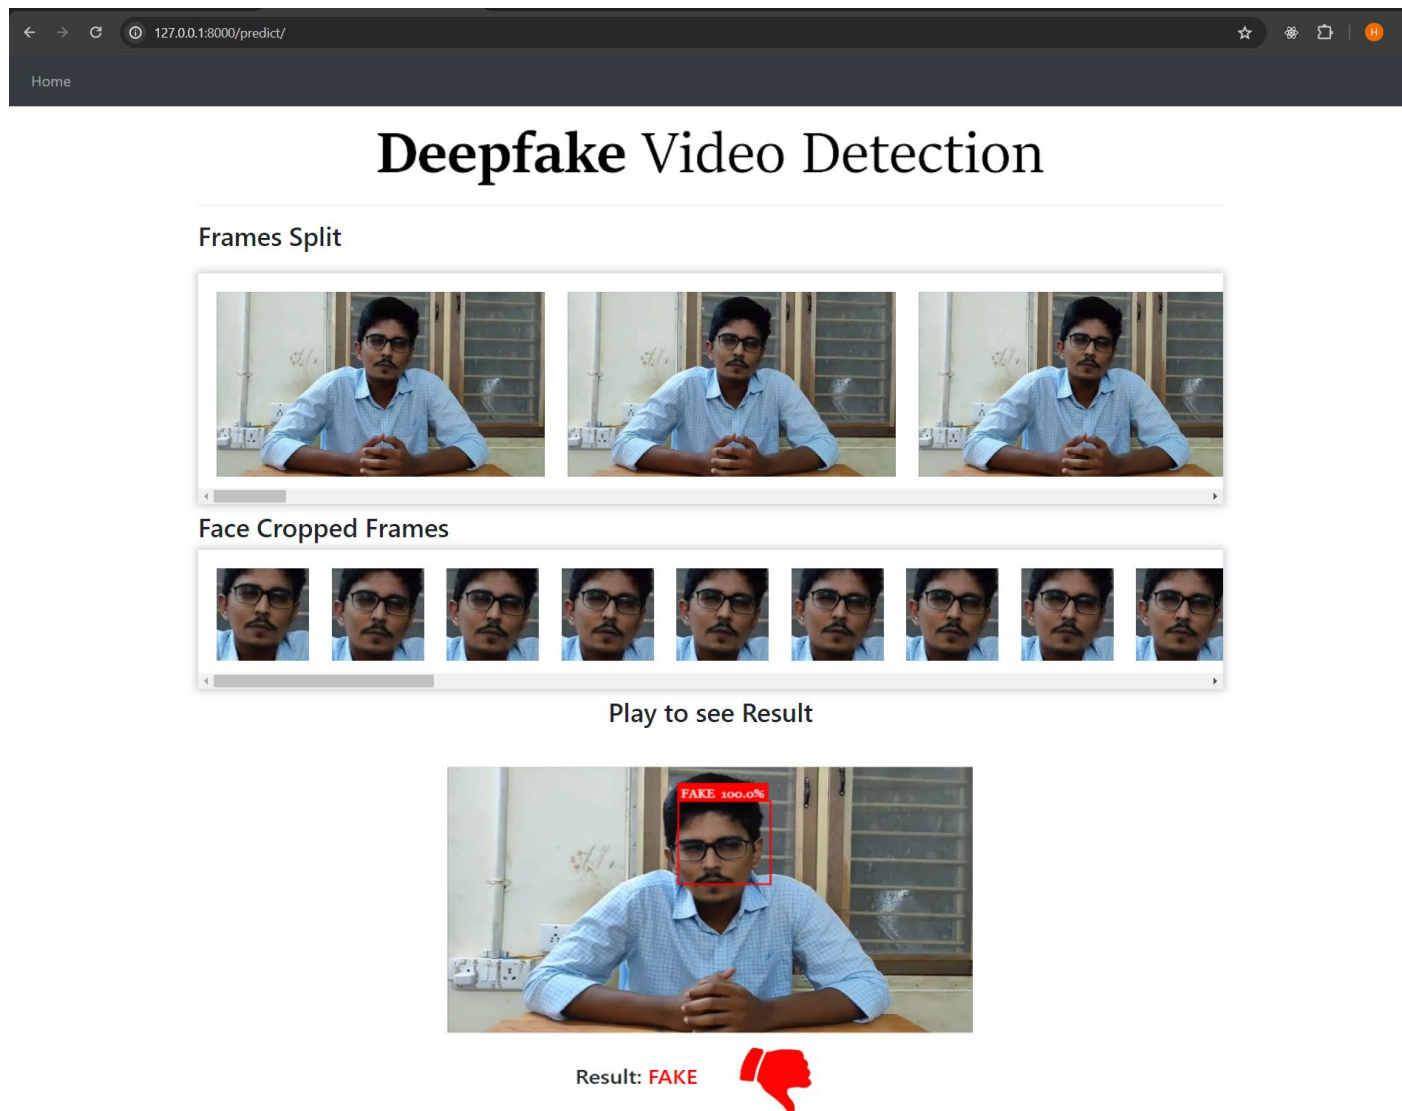 127.0.0.1:8000/predict/
H
Home
Deepfake Video Detection
Frames Split
Face Cropped Frames
Play to see Result
FAKE 100.0%
Result: FAKE